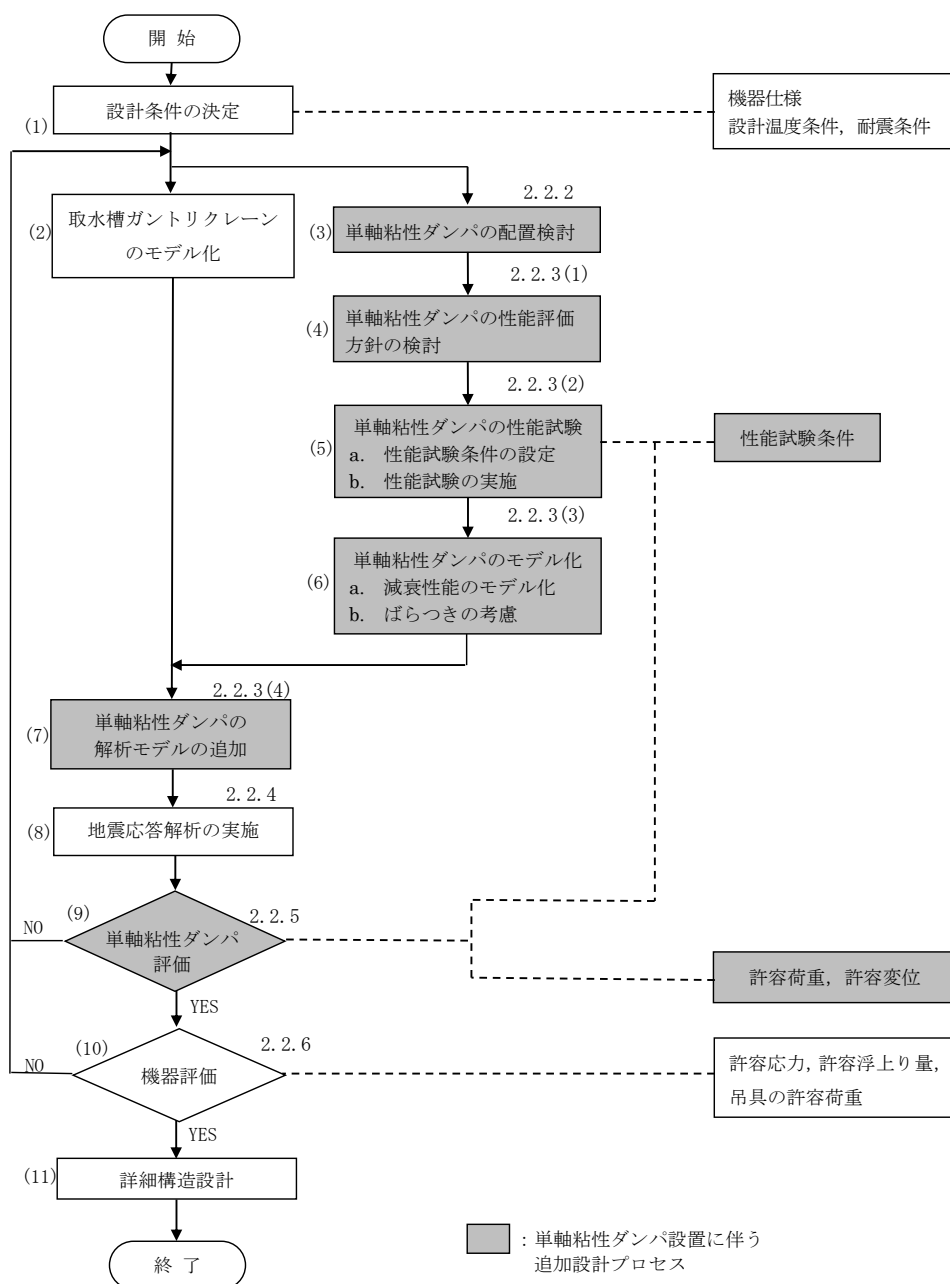 開 始
(1)
設計条件の決定
機器仕様
設計温度条件，耐震条件
(2)
取水槽ガントリクレーン
のモデル化
2.2.2
(3)
単軸粘性ダンパの配置検討
2.2.3(1)
(4)
単軸粘性ダンパの性能評価
方針の検討
2.2.3(2)
(5)
単軸粘性ダンパの性能試験
a. 性能試験条件の設定
b. 性能試験の実施
性能試験条件
2.2.3(3)
(6)
単軸粘性ダンパのモデル化
a. 減衰性能のモデル化
b. ばらつきの考慮
2.2.3(4)
(7)
単軸粘性ダンパの
解析モデルの追加
2.2.4
(8)
地震応答解析の実施
(9)
2.2.5
NO
単軸粘性ダンパ
評価
許容荷重，許容変位
YES
(10)
2.2.6
NO
機器評価
許容応力，許容浮上り量，
吊具の許容荷重
YES
(11)
詳細構造設計
終 了
：単軸粘性ダンパ設置に伴う
追加設計プロセス